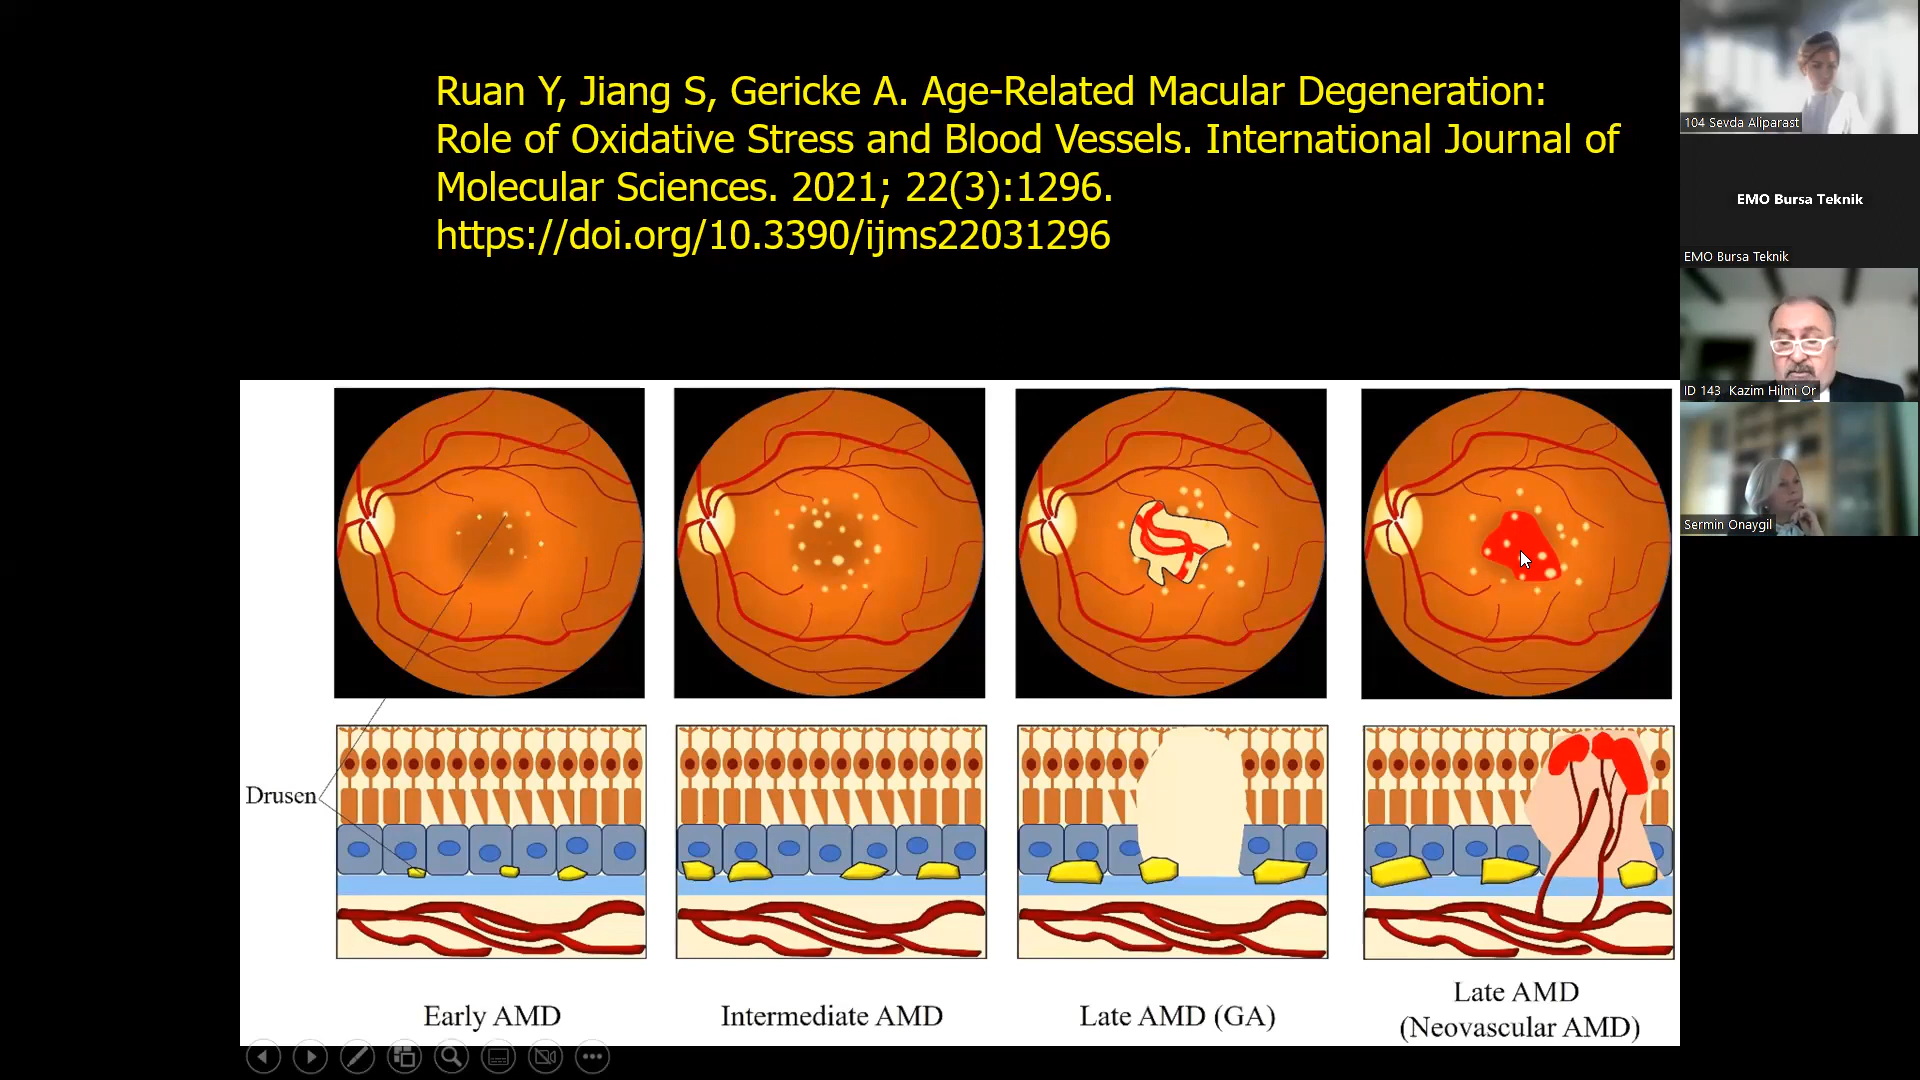 Ruan Y, Jiang S, Gericke A. Age-Related Macular Degeneration:
Role of Oxidative Stress and Blood Vessels. International Journal of
Molecular Sciences. 2021; 22(3):1296.
https://doi.org/10.3390/ijms22031296
Drusen
Early AMD
Intermediate AMD
Late AMD (GA)
Late AMD
(Neovascular AMD)
104 Sevda Aliparast
EMO Bursa Teknik
EMO Bursa Teknik
ID 143 Kazim Hilmi Or
Sermin Onaygil